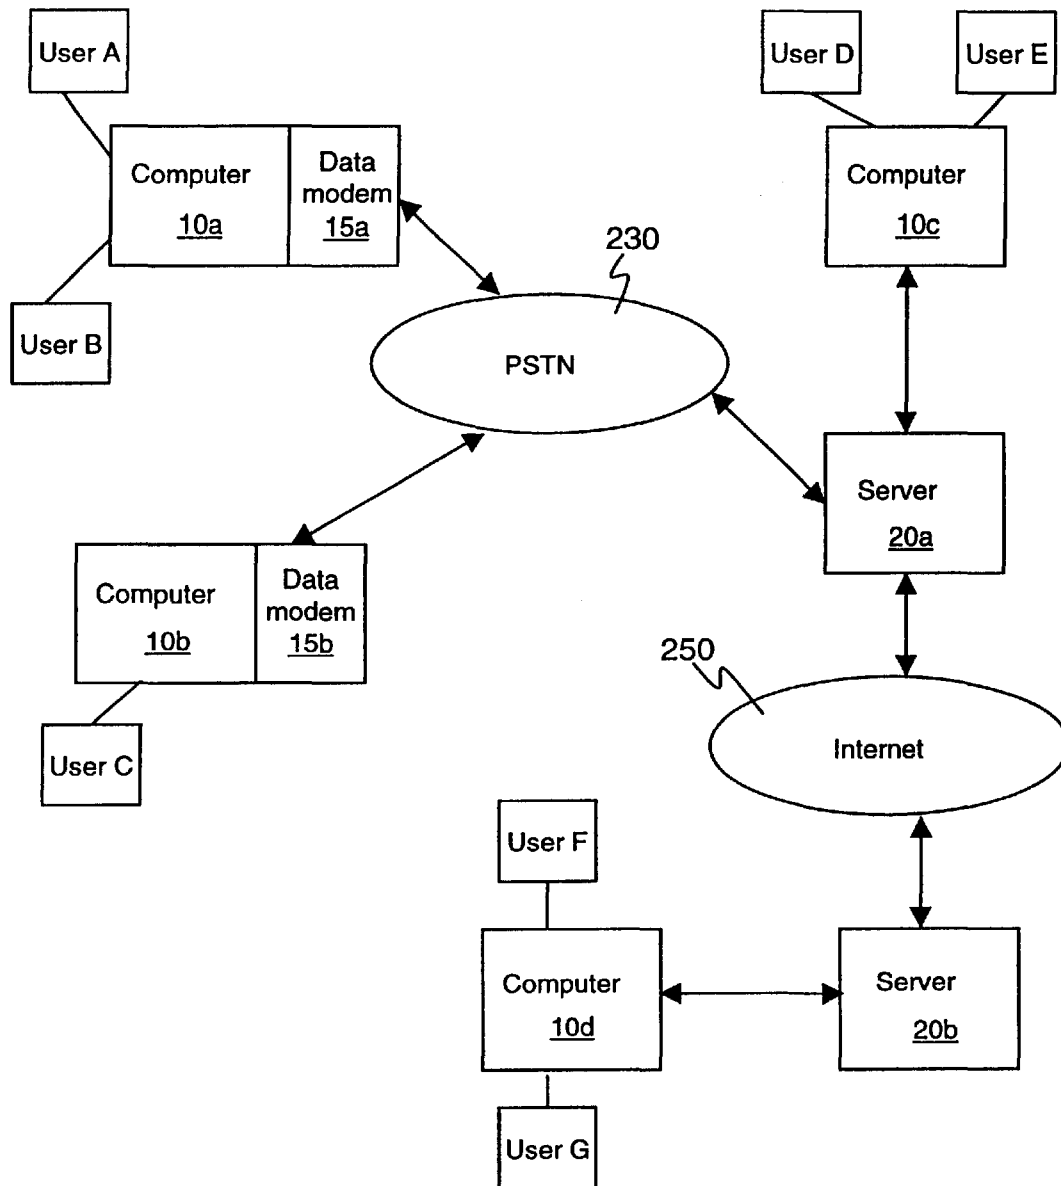 User A
User D
User E
Computer
10a
Data
modem
15a
Computer
10c
230
User B
PSTN
Server
20a
Computer
10b
Data
modem
15b
250
User C
Internet
User F
Computer
10d
Server
20b
User G